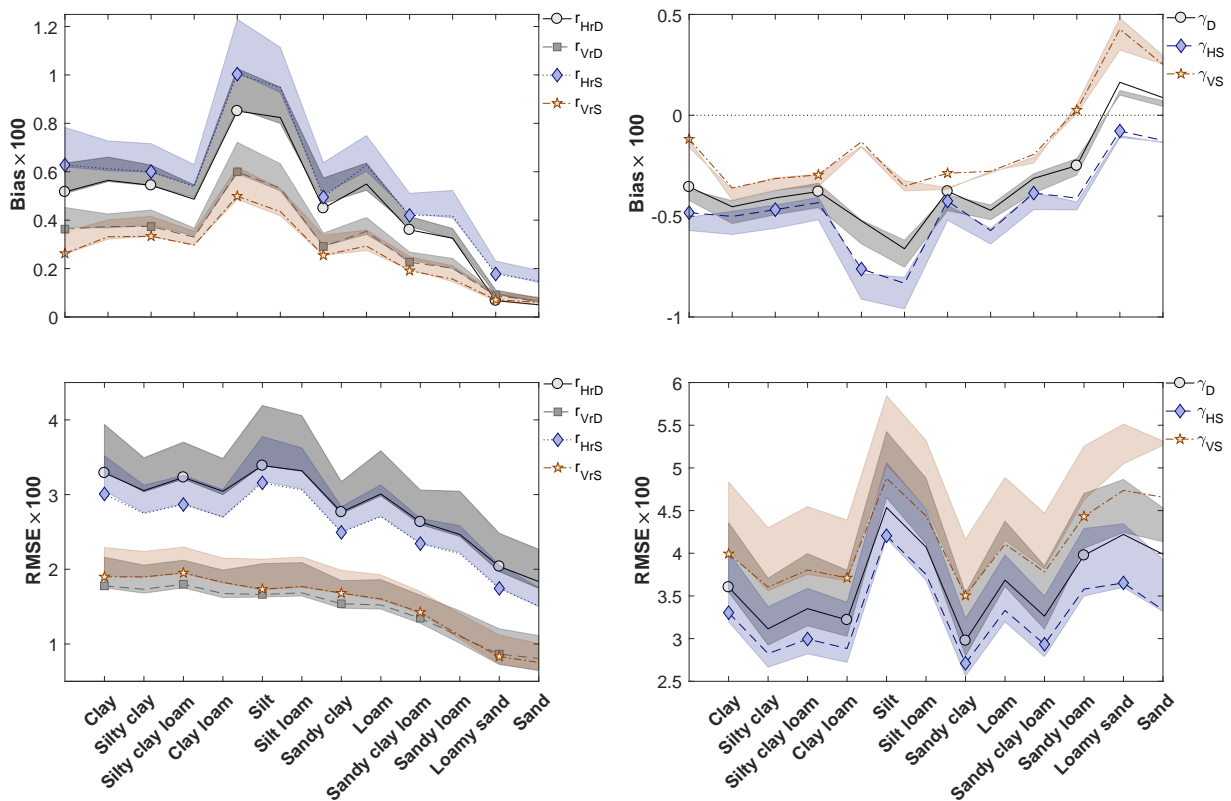 Bias × 100
1.2
1
0.8
0.6
0.4
0.2
0
r_HrD
r_VrD
r_HrS
r_VrS
Bias × 100
0.5
0
-0.5
-1
γ_D
γ_HS
γ_VS
RMSE × 100
4
3
2
1
r_HrD
r_VrD
r_HrS
r_VrS
Clay
Silty clay
Silty clay loam
Clay loam
Silt
Silt loam
Sandy clay
Loam
Sandy clay loam
Sandy loam
Loamy sand
Sand
RMSE × 100
6
5.5
5
4.5
4
3.5
3
2.5
γ_D
γ_HS
γ_VS
Clay
Silty clay
Silty clay loam
Clay loam
Silt
Silt loam
Sandy clay
Loam
Sandy clay loam
Sandy loam
Loamy sand
Sand